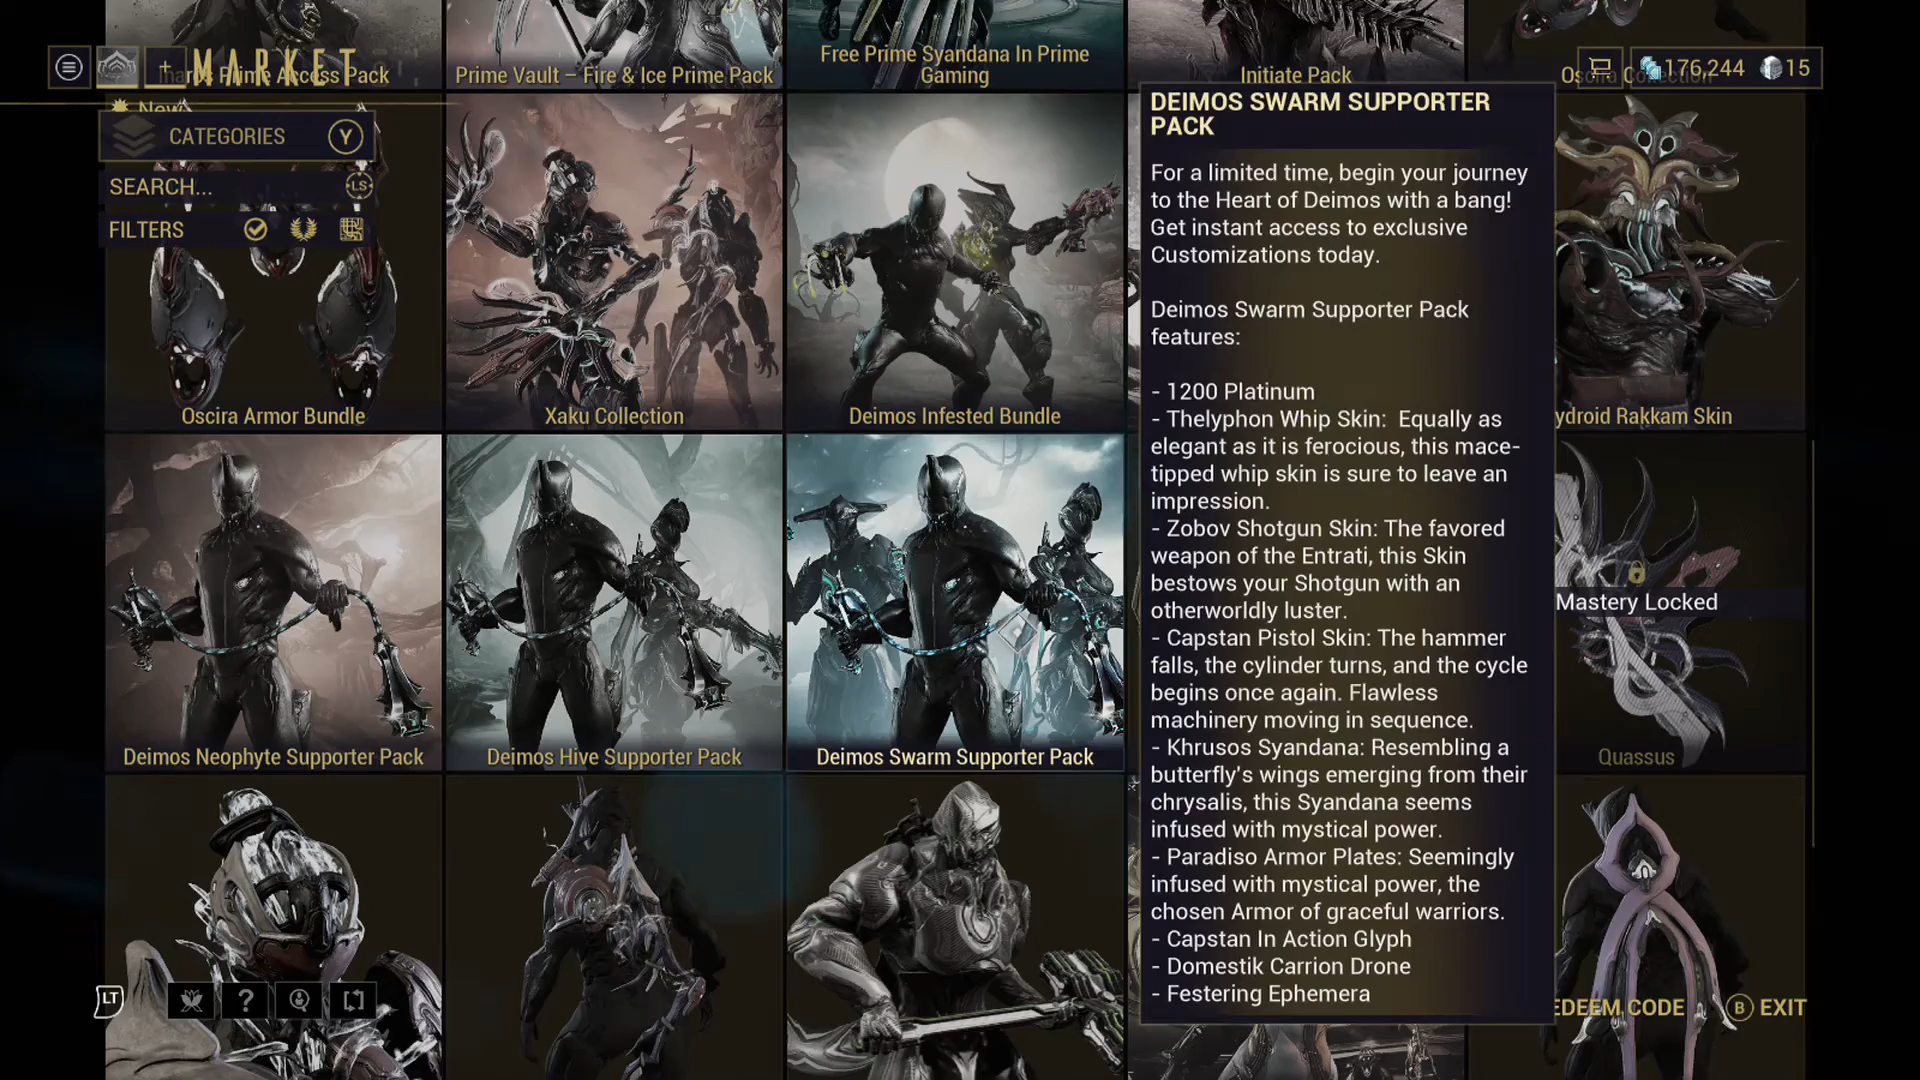 MARKET
Prime Access Pack
Prime Vault – Fire & Ice Prime Pack
Free Prime Syandana In Prime
Gaming
Initiate Pack
176,244
15
New
CATEGORIES
Y
SEARCH...
LS
FILTERS
Oscira Armor Bundle
Xaku Collection
Deimos Infested Bundle
ydroid Rakkam Skin
DEIMOS SWARM SUPPORTER
PACK
For a limited time, begin your journey
to the Heart of Deimos with a bang!
Get instant access to exclusive
Customizations today.
Deimos Swarm Supporter Pack
features:
- 1200 Platinum
- Thelyphon Whip Skin: Equally as
elegant as it is ferocious, this mace-
tipped whip skin is sure to leave an
impression.
- Zobov Shotgun Skin: The favored
weapon of the Entrati, this Skin
bestows your Shotgun with an
otherworldly luster.
- Capstan Pistol Skin: The hammer
falls, the cylinder turns, and the cycle
begins once again. Flawless
machinery moving in sequence.
- Khrusos Syandana: Resembling a
butterfly's wings emerging from their
chrysalis, this Syandana seems
infused with mystical power.
- Paradiso Armor Plates: Seemingly
infused with mystical power, the
chosen Armor of graceful warriors.
- Capstan In Action Glyph
- Domestik Carrion Drone
- Festering Ephemera
Deimos Neophyte Supporter Pack
Deimos Hive Supporter Pack
Deimos Swarm Supporter Pack
Mastery Locked
Quassus
LT
?
EDEEM CODE
B EXIT